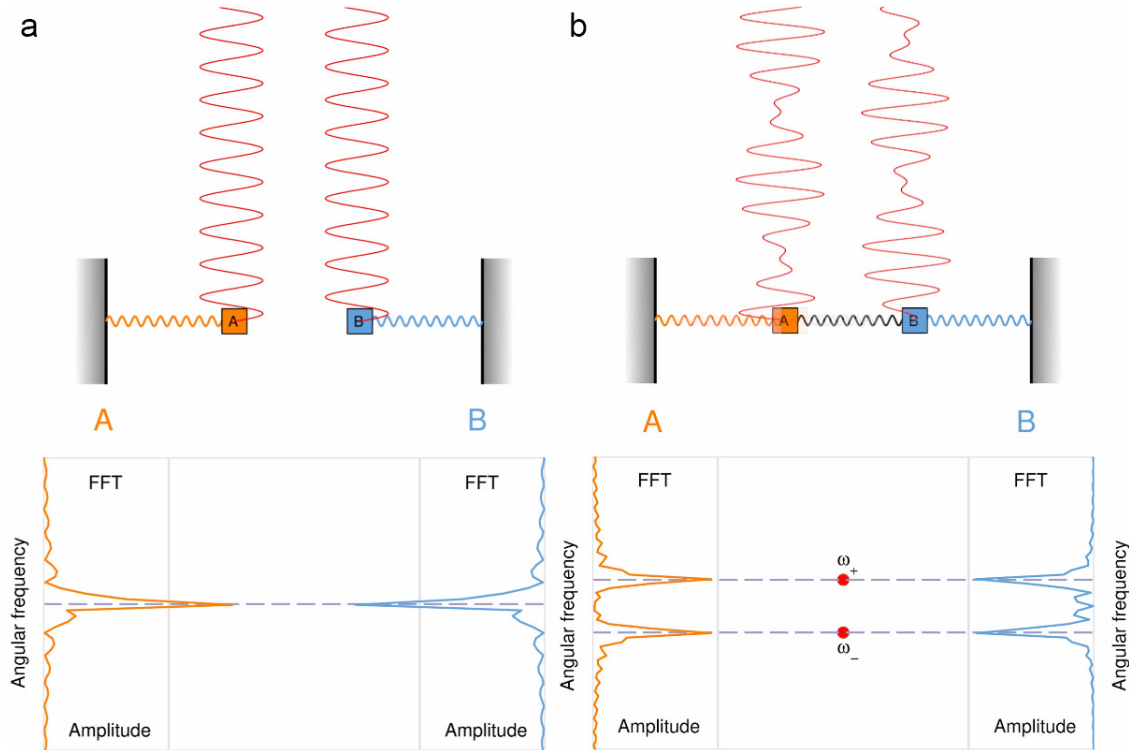 a
A
B
A
B
FFT
FFT
Angular frequency
Amplitude
Amplitude
b
A
B
A
B
FFT
FFT
ω+
ω−
Angular frequency
Angular frequency
Amplitude
Amplitude